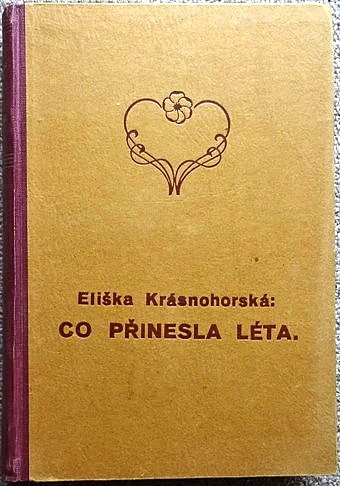 Eliška Krásnohorská:
CO PŘINESLA LÉTA.